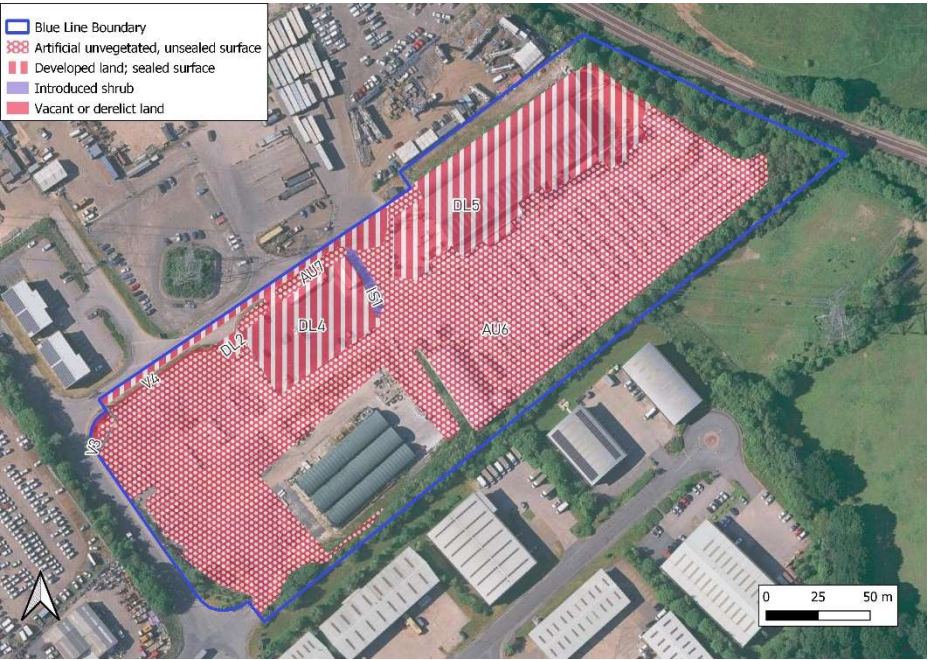 Blue Line Boundary
Artificial unvegetated, unsealed surface
Developed land; sealed surface
Introduced shrub
Vacant or derelict land
DL5
AU7
IS1
DL4
AU6
DL2
V4
V3
0 25 50 m